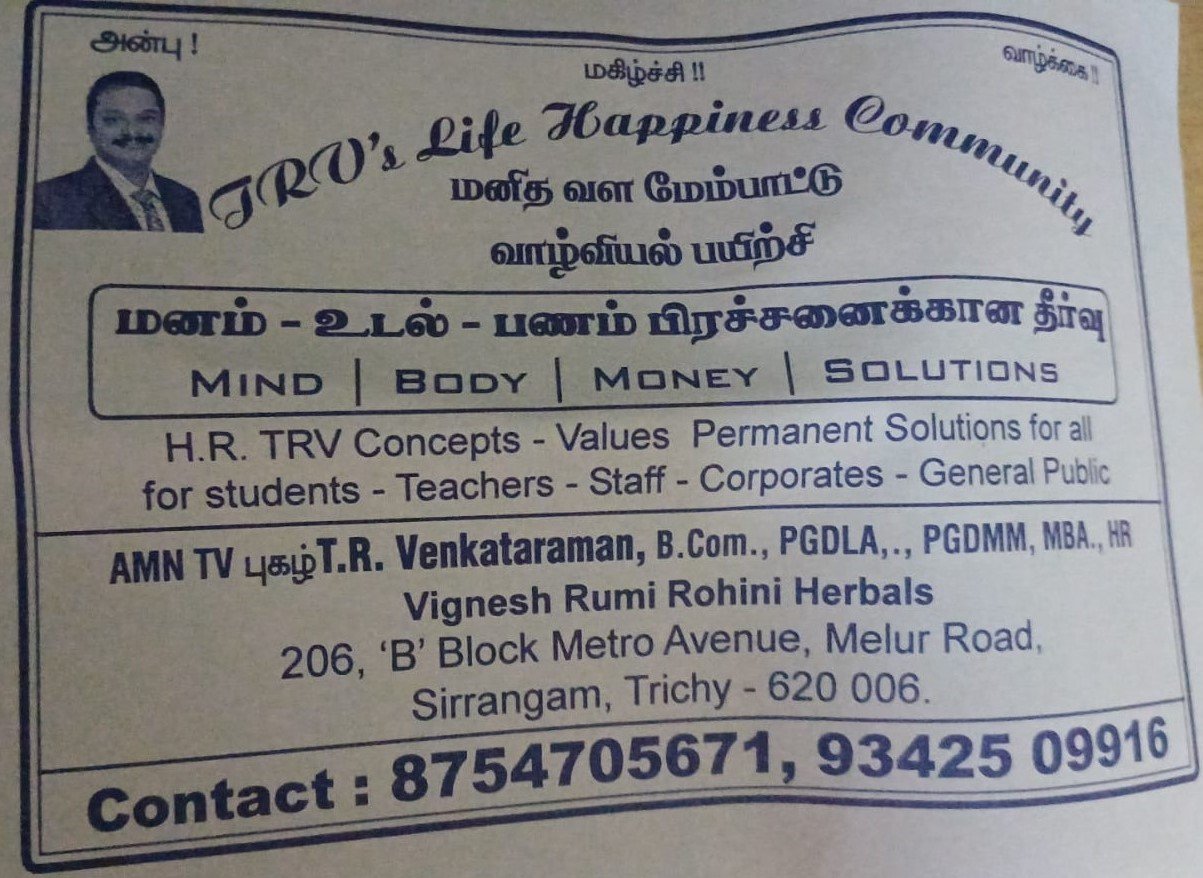 அன்பு !
மகிழ்ச்சி !!
வாழ்க்கை !!
TRV's Life Happiness Community
மனித வள மேம்பாட்டு
வாழ்வியல் பயிற்சி
மனம் - உடல் - பணம் பிரச்சனைக்கான தீர்வு
MIND | BODY | MONEY | SOLUTIONS
H.R. TRV Concepts - Values Permanent Solutions for all
for students - Teachers - Staff - Corporates - General Public
AMN TV புகழ் T.R. Venkataraman, B.Com., PGDLA,., PGDMM, MBA., HR
Vignesh Rumi Rohini Herbals
206, ‘B’ Block Metro Avenue, Melur Road,
Sirrangam, Trichy - 620 006.
Contact : 8754705671, 93425 09916